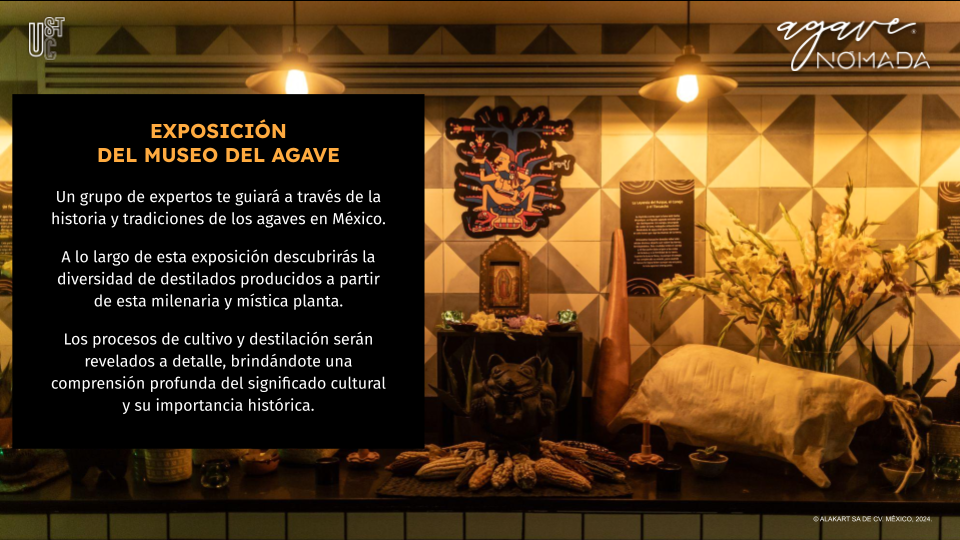 U&T
C
agave
NÓMADA
EXPOSICIÓN
DEL MUSEO DEL AGAVE
Un grupo de expertos te guiará a través de la
historia y tradiciones de los agaves en México.
A lo largo de esta exposición descubrirás la
diversidad de destilados producidos a partir
de esta milenaria y mística planta.
Los procesos de cultivo y destilación serán
revelados a detalle, brindándote una
comprensión profunda del significado cultural
y su importancia histórica.
© ALAKART SA DE CV. MÉXICO, 2024.